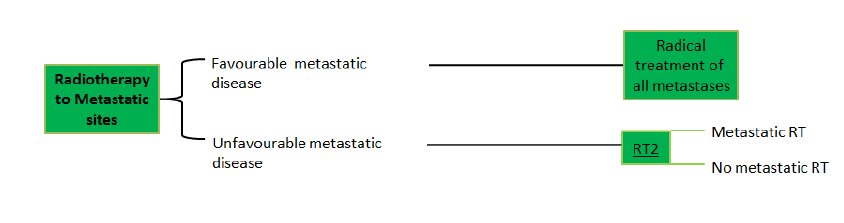 Radiotherapy
to Metastatic
sites
Favourable metastatic
disease
Radical
treatment of
all metastases
Unfavourable metastatic
disease
RT2
Metastatic RT
No metastatic RT